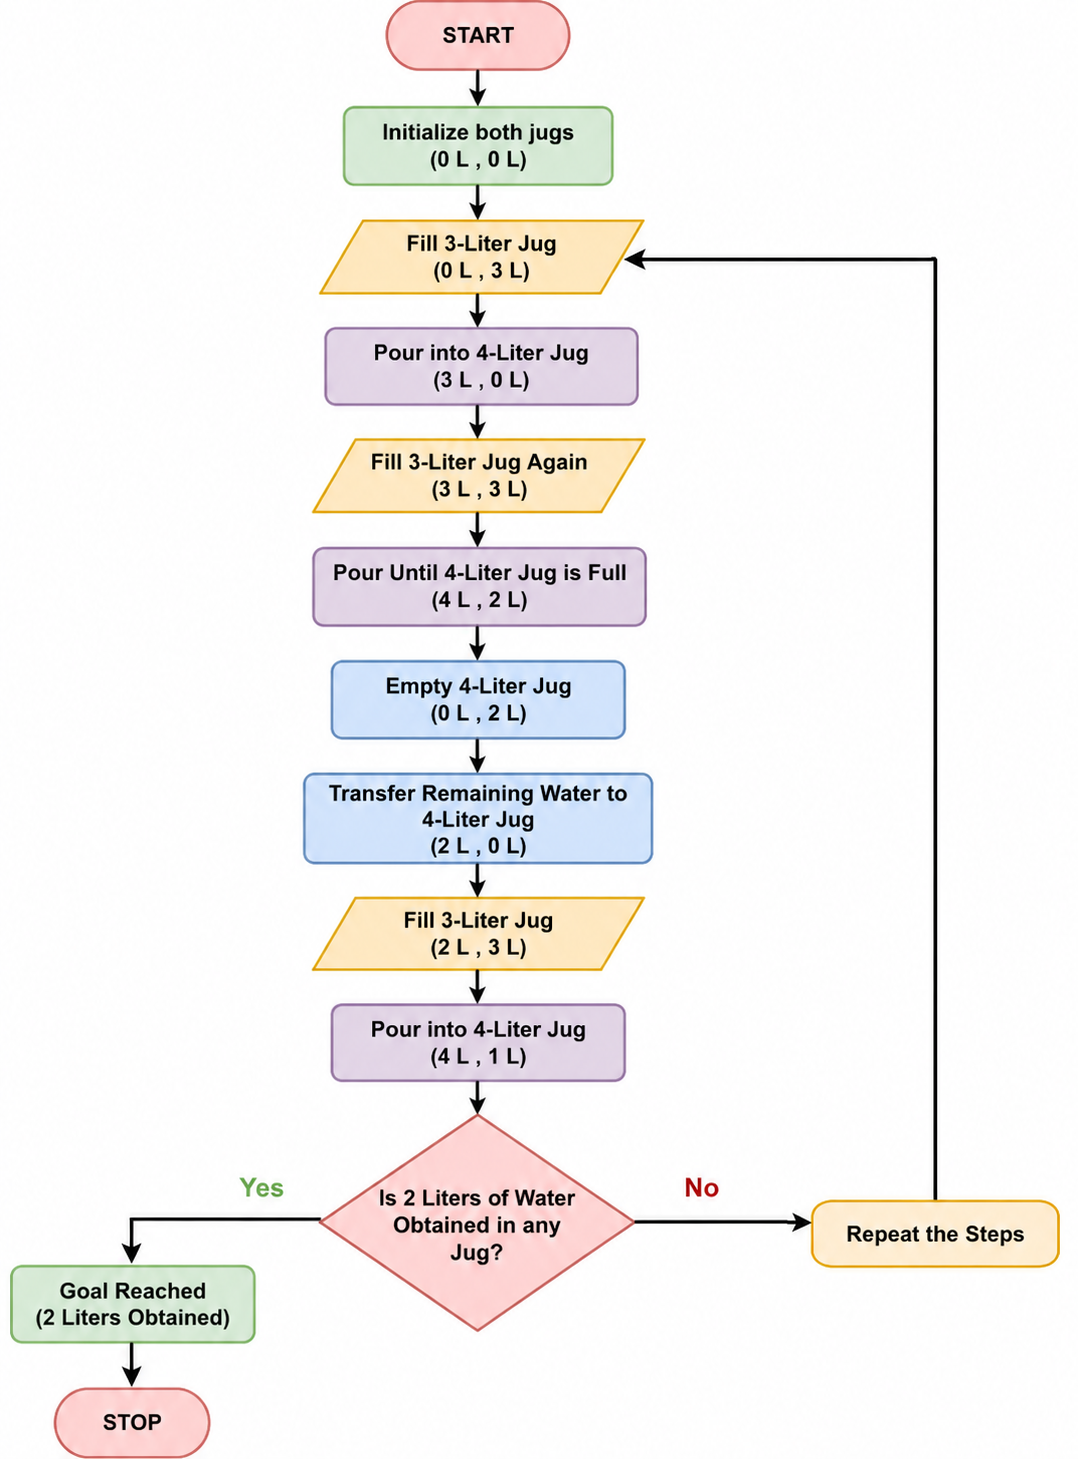 START
Initialize both jugs
(0 L , 0 L)
Fill 3-Liter Jug
(0 L , 3 L)
Pour into 4-Liter Jug
(3 L , 0 L)
Fill 3-Liter Jug Again
(3 L , 3 L)
Pour Until 4-Liter Jug is Full
(4 L , 2 L)
Empty 4-Liter Jug
(0 L , 2 L)
Transfer Remaining Water to
4-Liter Jug
(2 L , 0 L)
Fill 3-Liter Jug
(2 L , 3 L)
Pour into 4-Liter Jug
(4 L , 1 L)
Is 2 Liters of Water
Obtained in any
Jug?
Yes
No
Repeat the Steps
Goal Reached
(2 Liters Obtained)
STOP